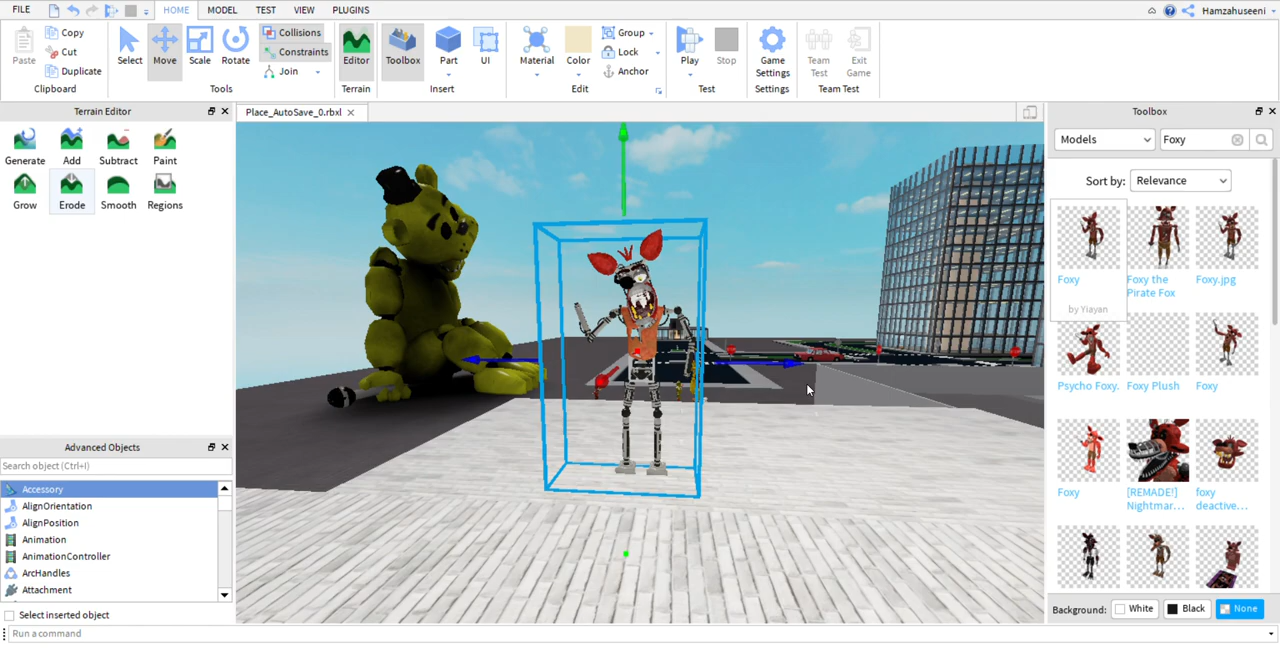 FILE
HOME
MODEL
TEST
VIEW
PLUGINS
Hamzahuseeni
Paste
Copy
Cut
Duplicate
Clipboard
Select
Move
Scale
Rotate
Collisions
Constraints
Join
Tools
Editor
Terrain
Toolbox
Part
UI
Insert
Material
Color
Group
Lock
Anchor
Edit
Play
Stop
Test
Game
Settings
Settings
Team
Test
Exit
Game
Team Test
Terrain Editor
Generate
Add
Subtract
Paint
Grow
Erode
Smooth
Regions
Advanced Objects
Search object (Ctrl+I)
Accessory
AlignOrientation
AlignPosition
Animation
AnimationController
ArcHandles
Attachment
Select inserted object
Run a command
Place_AutoSave_0.rbxl
Toolbox
Models
Foxy
Sort by:
Relevance
Foxy
by Yiayan
Foxy the
Pirate Fox
Foxy.jpg
Psycho Foxy.
Foxy Plush
Foxy
Foxy
[REMADE!]
Nightmar...
foxy
deactive...
Background:
White
Black
None